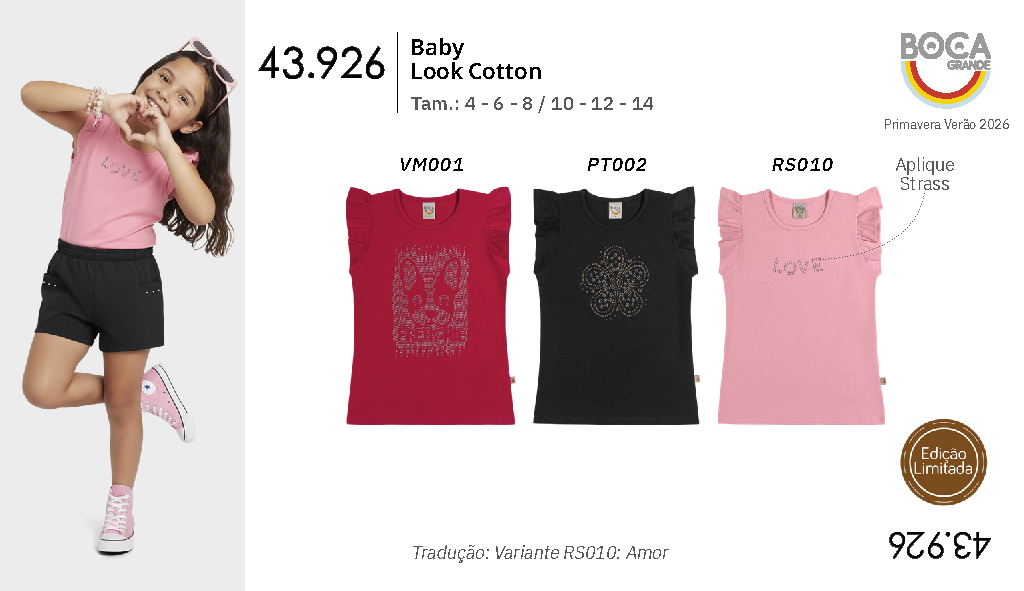 43.926
Baby
Look Cotton
Tam.: 4 - 6 - 8 / 10 - 12 - 14
BOCA
GRANDE
Primavera Verão 2026
VM001
PT002
RS010
Aplique
Strass
LOVE
LOVE
Edição
Limitada
43.926
Tradução: Variante RS010: Amor